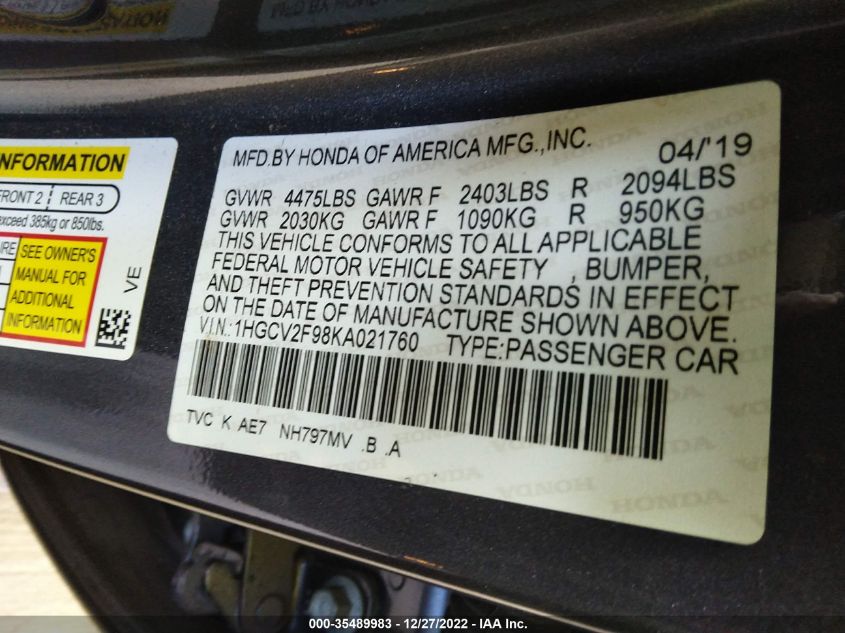 INFORMATION
FRONT 2 REAR 3
exceed 385kg or 850lbs.
SEE OWNER'S
MANUAL FOR
ADDITIONAL
INFORMATION
VE
MFD.BY HONDA OF AMERICA MFG.,INC. 04/'19
GVWR 4475LBS GAWR F 2403LBS R 2094LBS
GVWR 2030KG GAWR F 1090KG R 950KG
THIS VEHICLE CONFORMS TO ALL APPLICABLE
FEDERAL MOTOR VEHICLE SAFETY , BUMPER,
AND THEFT PREVENTION STANDARDS IN EFFECT
ON THE DATE OF MANUFACTURE SHOWN ABOVE.
V.I.N.:1HGCV2F98KA021760 TYPE:PASSENGER CAR
TVC K AE7 NH797MV .B .A
000-35489983 - 12/27/2022 - IAA Inc.